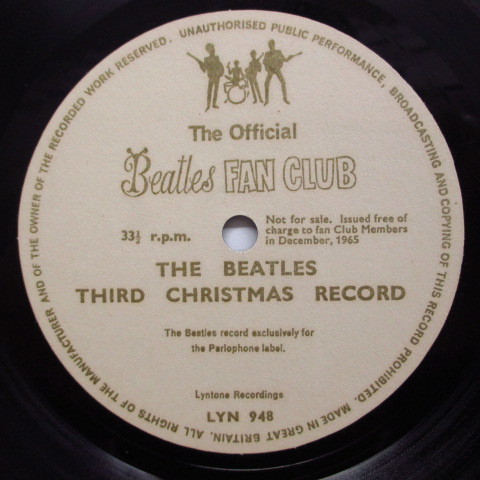 ALL RIGHTS OF THE MANUFACTURER AND OF THE OWNER OF THE RECORDED WORK RESERVED. UNAUTHORISED PUBLIC PERFORMANCE, BROADCASTING AND COPYING OF THIS RECORD PROHIBITED. MADE IN GREAT BRITAIN.
The Official
Beatles FAN CLUB
33⅓ r.p.m.
Not for sale. Issued free of
charge to fan Club Members
in December, 1965
THE BEATLES
THIRD CHRISTMAS RECORD
The Beatles record exclusively for
the Parlophone label.
Lyntone Recordings
LYN 948